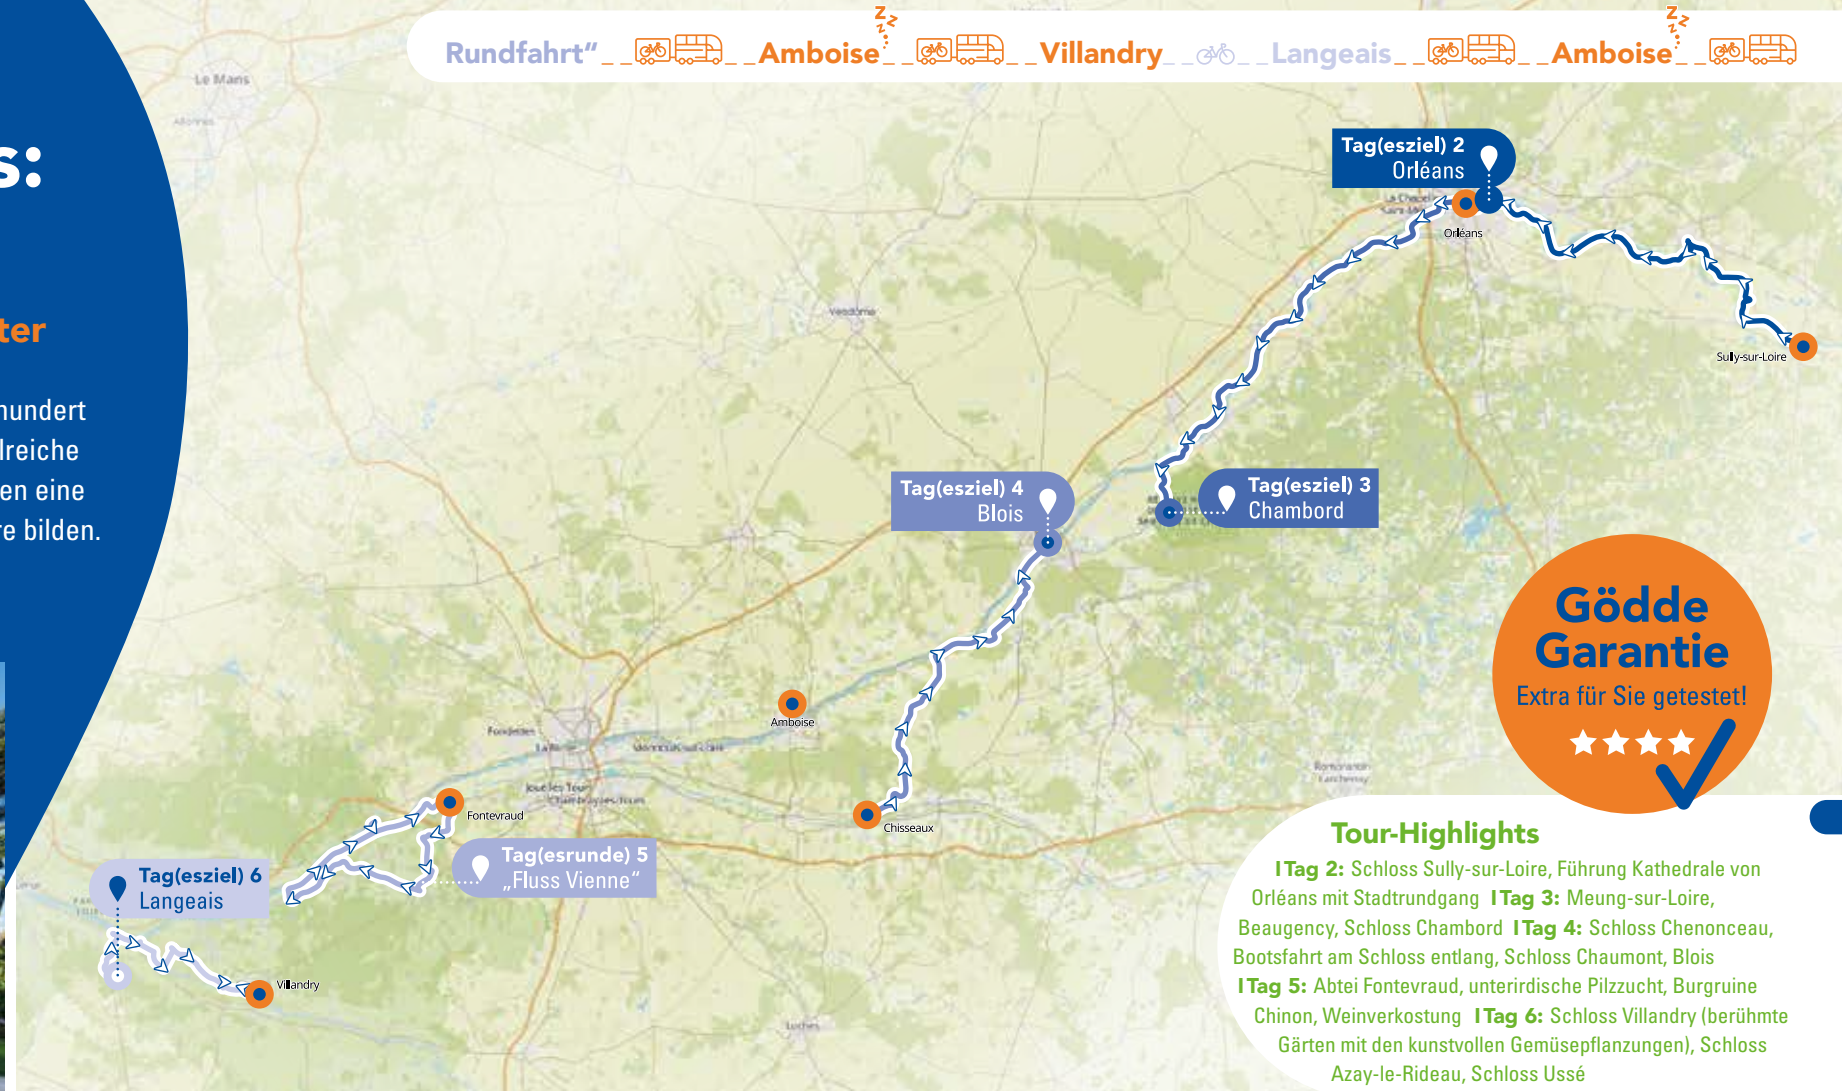 Rundfahrt“ Amboise Villandry Langeais Amboise
s:
ter
hundert
lreiche
en eine
re bilden.
Le Mans
Vendôme
Tag(esziel) 2
Orléans
Orléans
Sully-sur-Loire
Tag(esziel) 4
Blois
Tag(esziel) 3
Chambord
Amboise
Chisseaux
Fontevraud
Tag(esrunde) 5
„Fluss Vienne“
Tag(esziel) 6
Langeais
Villandry
Loches
Gödde
Garantie
Extra für Sie getestet!
Tour-Highlights
I Tag 2: Schloss Sully-sur-Loire, Führung Kathedrale von
Orléans mit Stadtrundgang I Tag 3: Meung-sur-Loire,
Beaugency, Schloss Chambord I Tag 4: Schloss Chenonceau,
Bootsfahrt am Schloss entlang, Schloss Chaumont, Blois
I Tag 5: Abtei Fontevraud, unterirdische Pilzzucht, Burgruine
Chinon, Weinverkostung I Tag 6: Schloss Villandry (berühmte
Gärten mit den kunstvollen Gemüsepflanzungen), Schloss
Azay-le-Rideau, Schloss Ussé